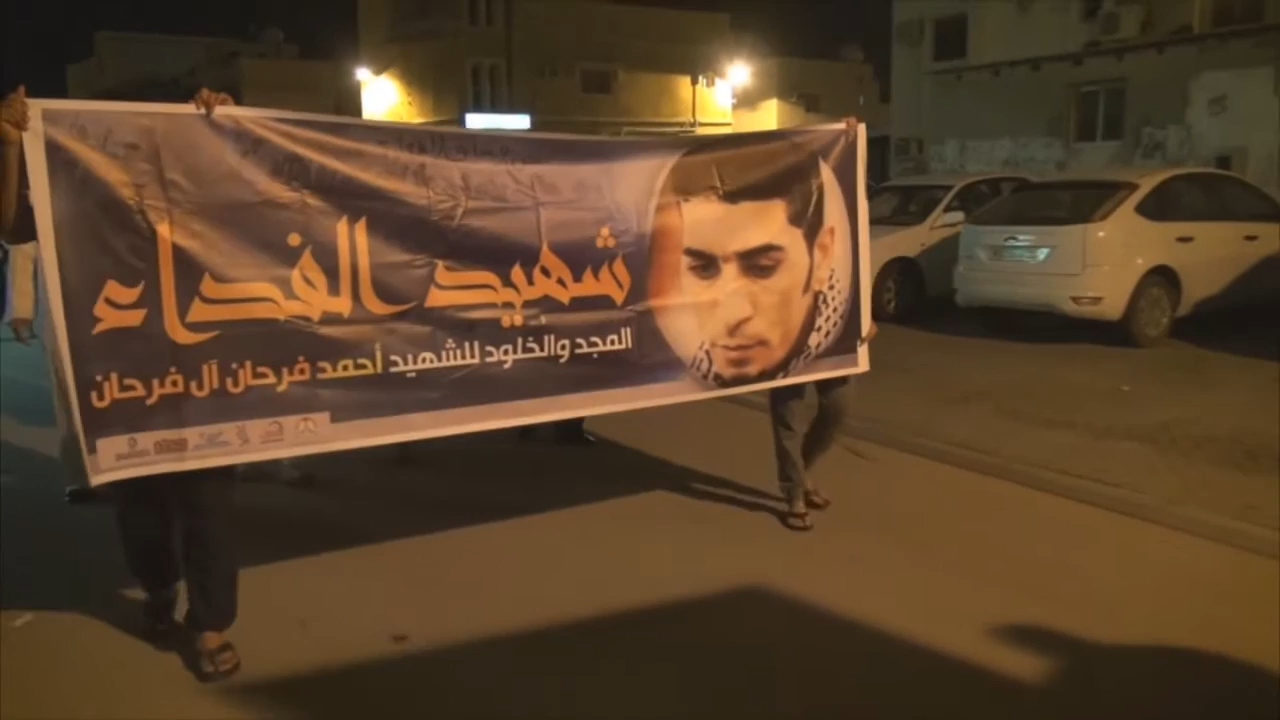 شهيد الفداء
المجد والخلود للشهيد أحمد فرحان آل فرحان